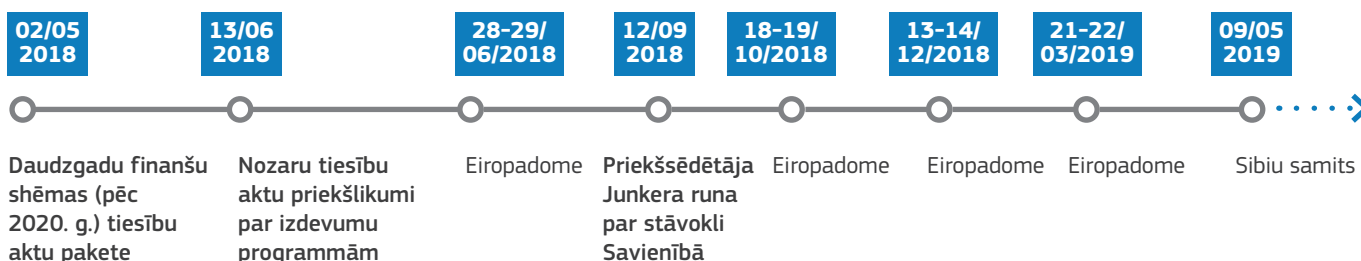 02/05
2018
13/06
2018
28-29/
06/2018
12/09
2018
18-19/
10/2018
13-14/
12/2018
21-22/
03/2019
09/05
2019
Daudzgadu finanšu
shēmas (pēc
2020. g.) tiesību
aktu pakete
Nozaru tiesību
aktu priekšlikumi
par izdevumu
programmām
Eiropadome
Priekšsēdētāja
Junkera runa
par stāvokli
Savienībā
Eiropadome
Eiropadome
Eiropadome
Sibiu samits